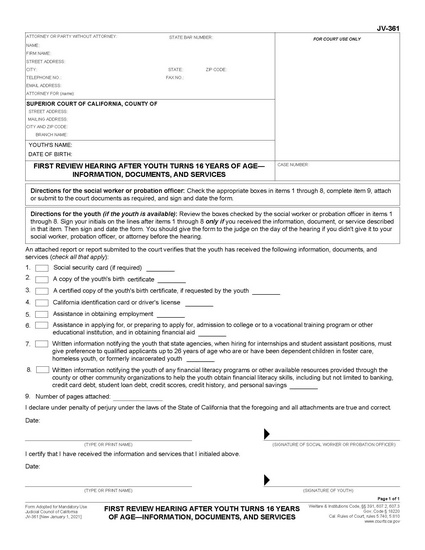 JV-361
ATTORNEY OR PARTY WITHOUT ATTORNEY: STATE BAR NUMBER:
FOR COURT USE ONLY
NAME:
FIRM NAME:
STREET ADDRESS:
CITY: STATE: ZIP CODE:
TELEPHONE NO.: FAX NO.:
EMAIL ADDRESS:
ATTORNEY FOR (name):
SUPERIOR COURT OF CALIFORNIA, COUNTY OF
STREET ADDRESS:
MAILING ADDRESS:
CITY AND ZIP CODE:
BRANCH NAME:
YOUTH'S NAME:
DATE OF BIRTH:
FIRST REVIEW HEARING AFTER YOUTH TURNS 16 YEARS OF AGE—
INFORMATION, DOCUMENTS, AND SERVICES
CASE NUMBER:
Directions for the social worker or probation officer: Check the appropriate boxes in items 1 through 8, complete item 9, attach
or submit to the court documents as required, and sign and date the form.
Directions for the youth (if the youth is available): Review the boxes checked by the social worker or probation officer in items 1
through 8. Sign your initials on the lines after items 1 through 8 only if you received the information, document, or service described
in that item. Then sign and date the form. You should give the form to the judge on the day of the hearing if you didn't give it to your
social worker, probation officer, or attorney before the hearing.
An attached report or report submitted to the court verifies that the youth has received the following information, documents, and
services (check all that apply):
1. Social security card (if required)
2. A copy of the youth's birth certificate
3. A certified copy of the youth's birth certificate, if requested by the youth
4. California identification card or driver's license
5. Assistance in obtaining employment
6. Assistance in applying for, or preparing to apply for, admission to college or to a vocational training program or other
educational institution, and in obtaining financial aid
7. Written information notifying the youth that state agencies, when hiring for internships and student assistant positions, must
give preference to qualified applicants up to 26 years of age who are or have been dependent children in foster care,
homeless youth, or formerly incarcerated youth
8. Written information notifying the youth of any financial literacy programs or other available resources provided through the
county or other community organizations to help the youth obtain financial literacy skills, including but not limited to banking,
credit card debt, student loan debt, credit scores, credit history, and personal savings
9. Number of pages attached:
I declare under penalty of perjury under the laws of the State of California that the foregoing and all attachments are true and correct.
Date:
(TYPE OR PRINT NAME) (SIGNATURE OF SOCIAL WORKER OR PROBATION OFFICER)
I certify that I have received the information and services that I initialed above.
Date:
(TYPE OR PRINT NAME) (SIGNATURE OF YOUTH)
Page 1 of 1
Form Adopted for Mandatory Use
Judicial Council of California
JV-361 [New January 1, 2021]
FIRST REVIEW HEARING AFTER YOUTH TURNS 16 YEARS
OF AGE—INFORMATION, DOCUMENTS, AND SERVICES
Welfare & Institutions Code, §§ 391, 607.2, 607.3
Gov. Code § 18220
Cal. Rules of Court, rules 5.740, 5.810
www.courts.ca.gov